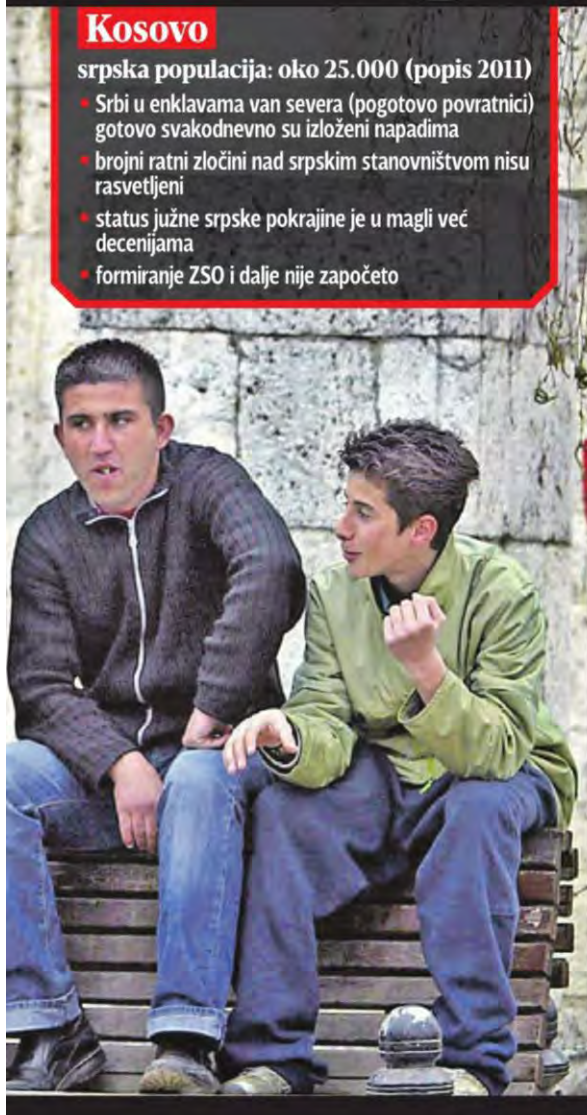 Kosovo
srpska populacija: oko 25.000 (popis 2011)
• Srbi u enklavama van severa (pogotovo povratnici)
gotovo svakodnevno su izloženi napadima
• brojni ratni zločini nad srpskim stanovništvom nisu
rasvetljeni
• status južne srpske pokrajine je u magli već
decenijama
• formiranje ZSO i dalje nije započeto